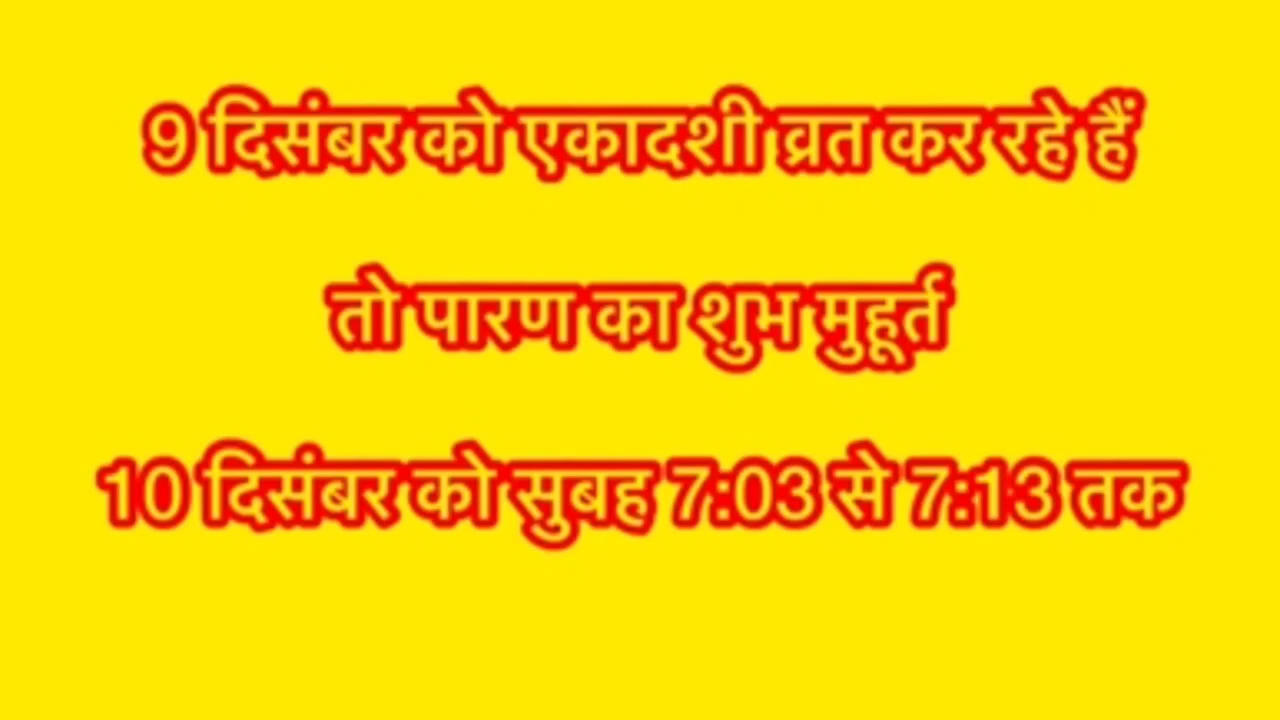 9 दिसंबर को एकादशी व्रत कर रहे हैं
तो पारण का शुभ मुहूर्त
10 दिसंबर को सुबह 7:03 से 7:13 तक